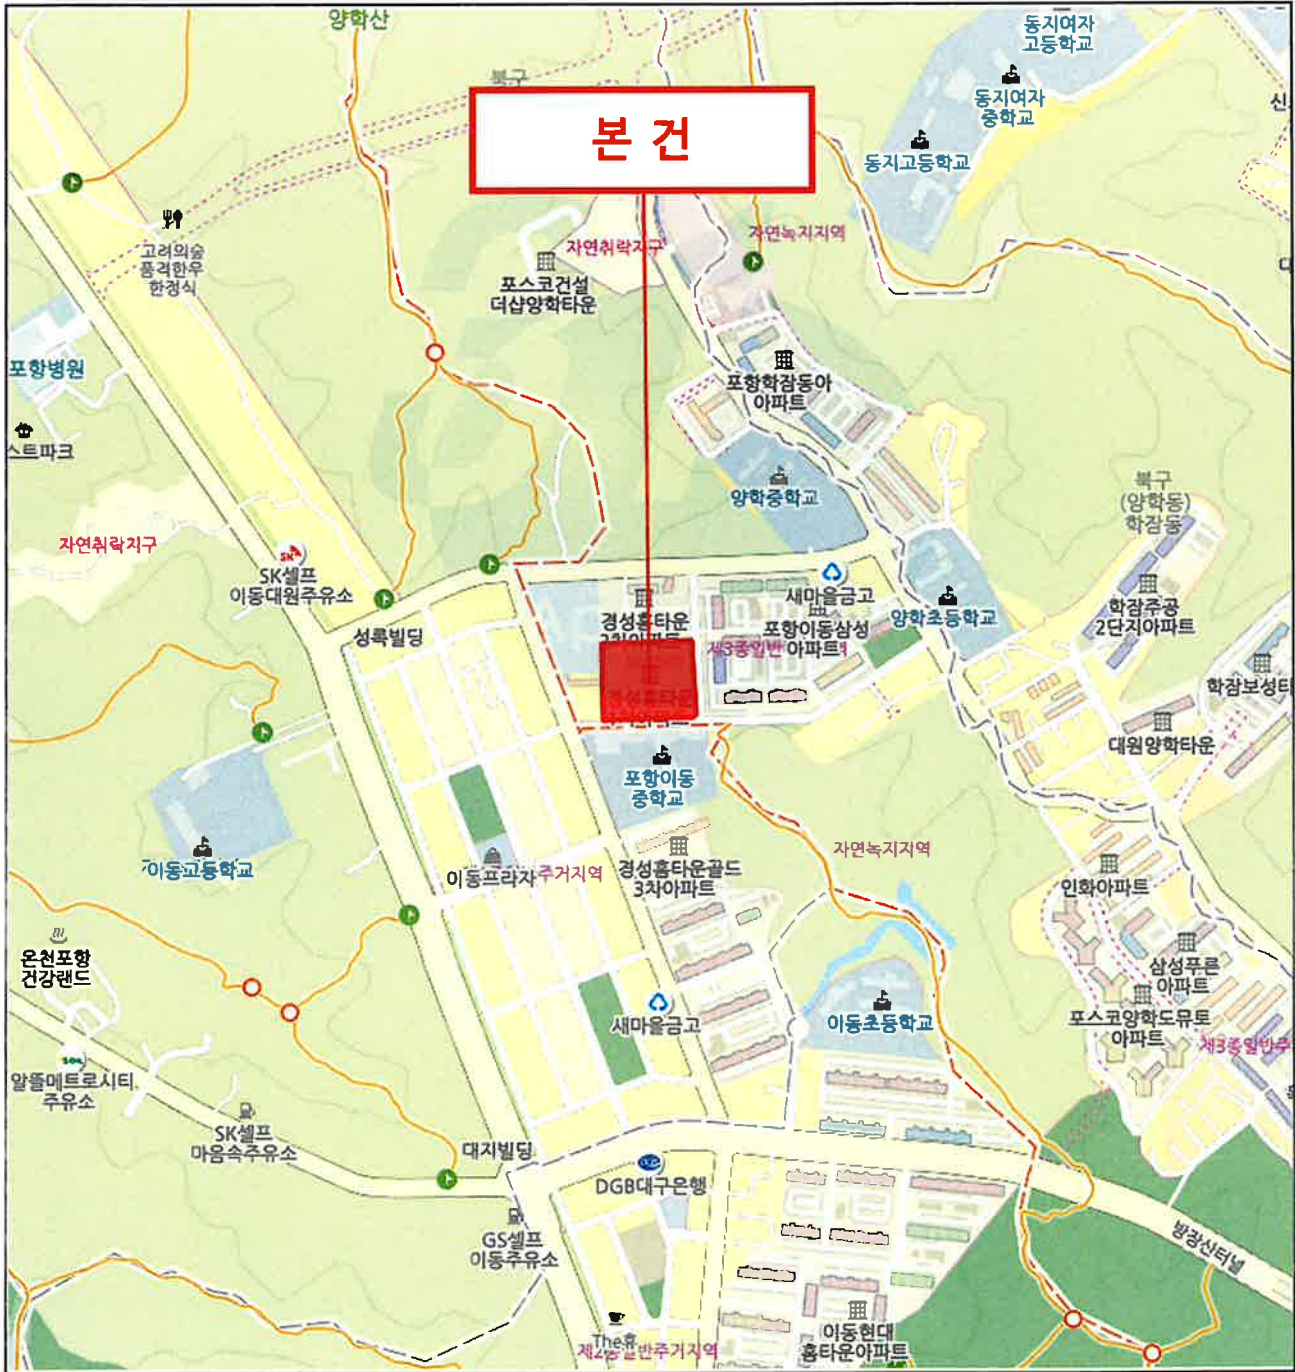 양학산
동지여자
고등학교
북구
동지여자
중학교
본 건
동지고등학교
고려의숲
품격한우
한정식
자연취락지구
자연녹지지역
포스코건설
더샵양학타운
포항병원
포항학잠동아
아파트
스트파크
양학중학교
북구
(양학동)
학잠동
자연취락지구
SK셀프
이동대원주유소
새마을금고
경성홈타운
성록빌딩
포항이동삼성
아파트
제3종일반
양학초등학교
학잠주공
2단지아파트
학잠보성타
대원양학타운
포항이동
중학교
이동고등학교
이동프라자
주거지역
경성홈타운골드
3차아파트
자연녹지지역
인화아파트
온천포항
건강랜드
삼성푸른
아파트
새마을금고
이동초등학교
포스코양학도뮤토
아파트
제3종일반주
알뜰메트로시티
주유소
SK셀프
마음속주유소
대지빌딩
DGB대구은행
GS셀프
이동주유소
방장산터널
The휴
반주거지역
이동현대
홈타운아파트